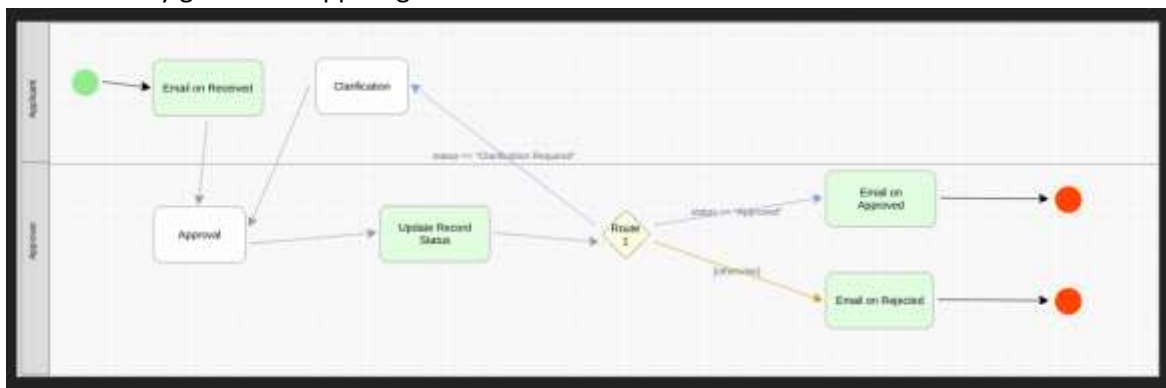 Applicant
Email on Received
Clarification
status == "Clarification Required"
Approver
Approval
Update Record
Status
Route
1
status == "Approved"
Email on
Approved
[otherwise]
Email on Rejected